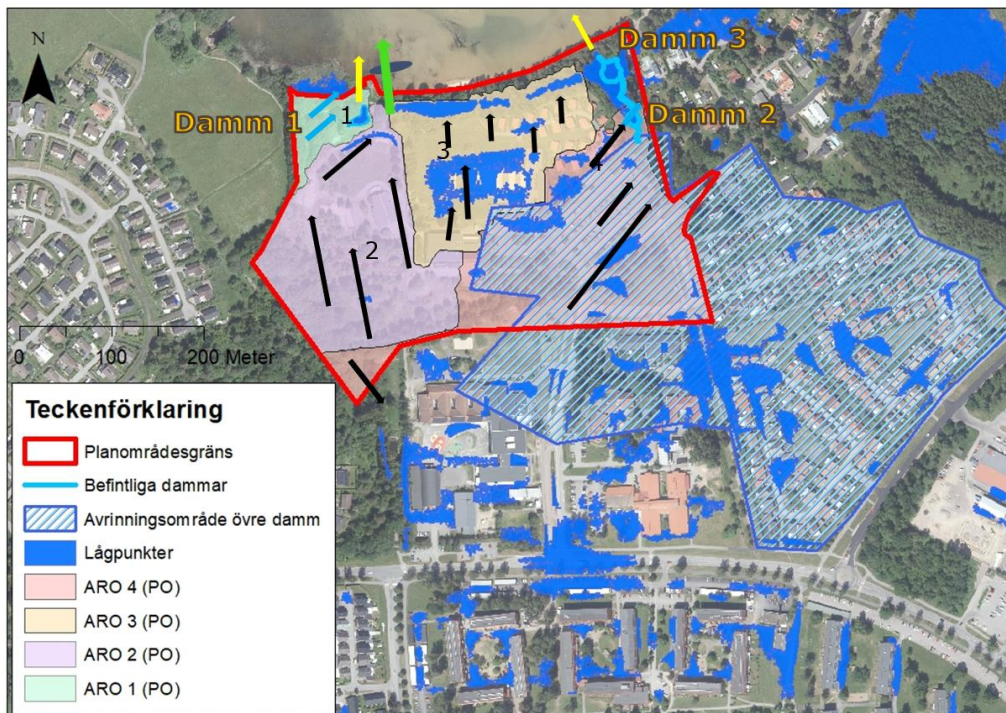 N
Damm 3
Damm 1
1
Damm 2
3
4
2
0 100 200 Meter
Teckenförklaring
Planområdesgräns
Befintliga dammar
Avrinningsområde övre damm
Lågpunkter
ARO 4 (PO)
ARO 3 (PO)
ARO 2 (PO)
ARO 1 (PO)